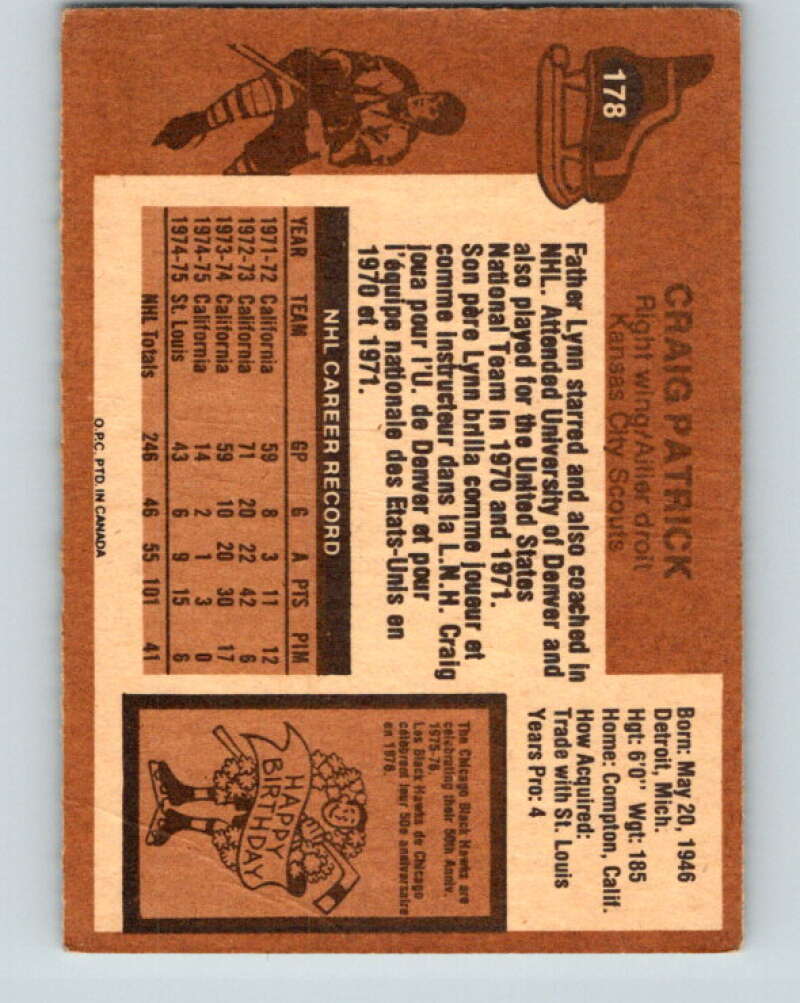 178
CRAIG PATRICK
Right wing/Ailier droit
Kansas City Scouts
Born: May 20, 1946
Detroit, Mich.
Hgt: 6'0" Wgt: 185
Home: Compton, Calif.
How Acquired:
Trade with St. Louis
Years Pro: 4
Father Lynn starred and also coached in
NHL. Attended University of Denver and
also played for the United States
National Team in 1970 and 1971.
Son père Lynn brilla comme joueur et
comme Instructeur dans la L.N.H. Craig
joua pour l'U. de Denver et pour
l'équipe nationale des Etats-Unis en
1970 et 1971.
NHL CAREER RECORD
YEAR TEAM GP G A PTS PIM
1971-72 California 59 8 3 11 12
1972-73 California 71 20 22 42 6
1973-74 California 59 10 20 30 17
1974-75 California 14 2 1 3 0
1974-75 St. Louis 43 6 9 15 6
NHL Totals 246 46 55 101 41
The Chicago Black Hawks are
celebrating their 50th Anniv.
1975-76.
Les Black Hawks de Chicago
célèbrent leur 50e anniversaire
en 1976.
HAPPY
BIRTHDAY
O.P.C. PTD. IN CANADA